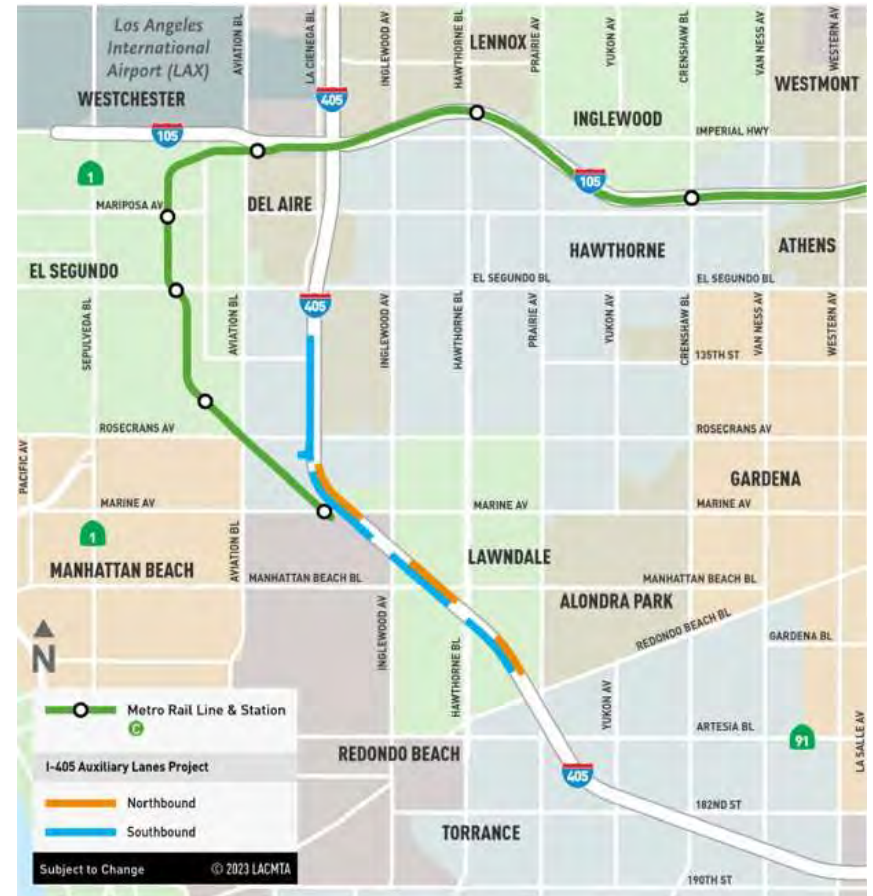 Los Angeles
International
Airport (LAX)
AVIATION BL
LA CIENEGA BL
INGLEWOOD AV
HAWTHORNE BL
LENNOX
PRAIRIE AV
YUKON AV
CRENSHAW BL
VAN NESS AV
WESTERN AV
WESTMONT
WESTCHESTER
405
INGLEWOOD
105
IMPERIAL HWY
1
105
MARIPOSA AV
DEL AIRE
HAWTHORNE
ATHENS
EL SEGUNDO
EL SEGUNDO BL
EL SEGUNDO BL
405
SEPULVEDA BL
AVIATION BL
INGLEWOOD AV
HAWTHORNE BL
PRAIRIE AV
YUKON AV
CRENSHAW BL
VAN NESS AV
WESTERN AV
135TH ST
ROSECRANS AV
ROSECRANS AV
PACIFIC AV
GARDENA
MARINE AV
MARINE AV
MARINE AV
1
LAWNDALE
MANHATTAN BEACH
AVIATION BL
MANHATTAN BEACH BL
MANHATTAN BEACH BL
ALONDRA PARK
REDONDO BEACH BL
GARDENA BL
N
INGLEWOOD AV
HAWTHORNE BL
YUKON AV
LA SALLE AV
Metro Rail Line & Station
C
ARTESIA BL
91
I-405 Auxiliary Lanes Project
REDONDO BEACH
405
Northbound
182ND ST
Southbound
TORRANCE
Subject to Change
© 2023 LACMTA
190TH ST